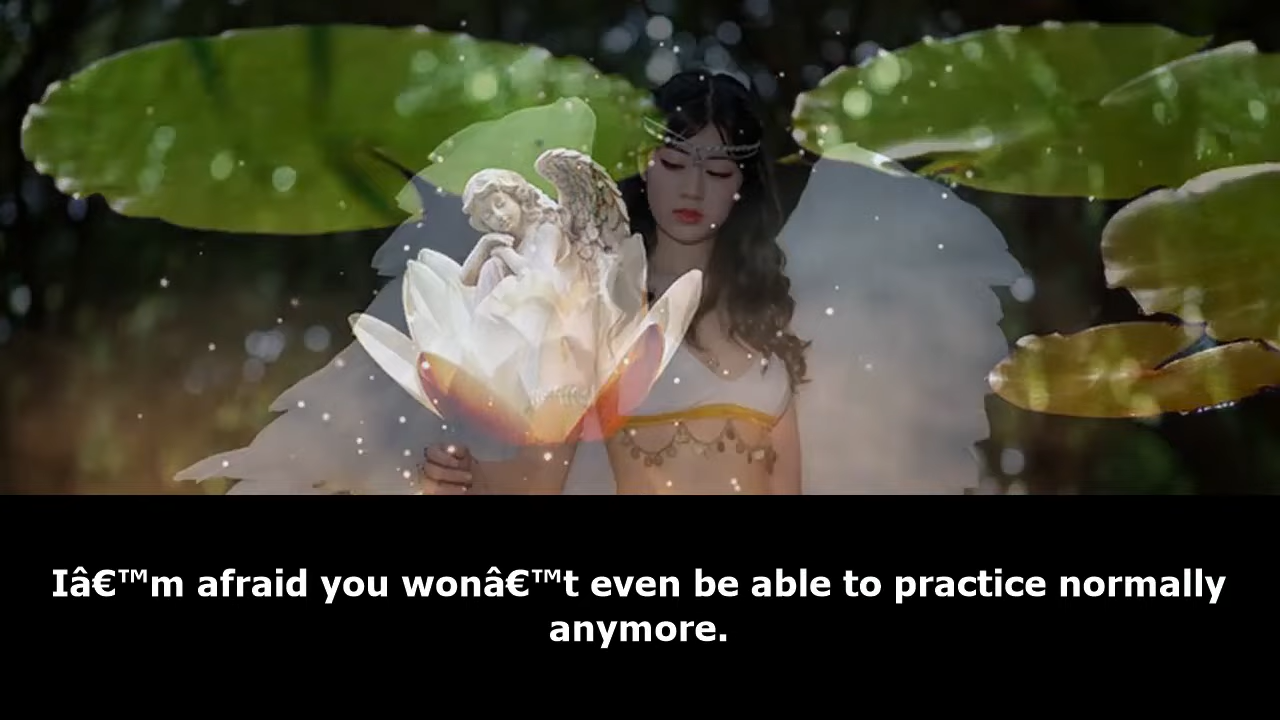 Iâ€™m afraid you wonâ€™t even be able to practice normally
anymore.